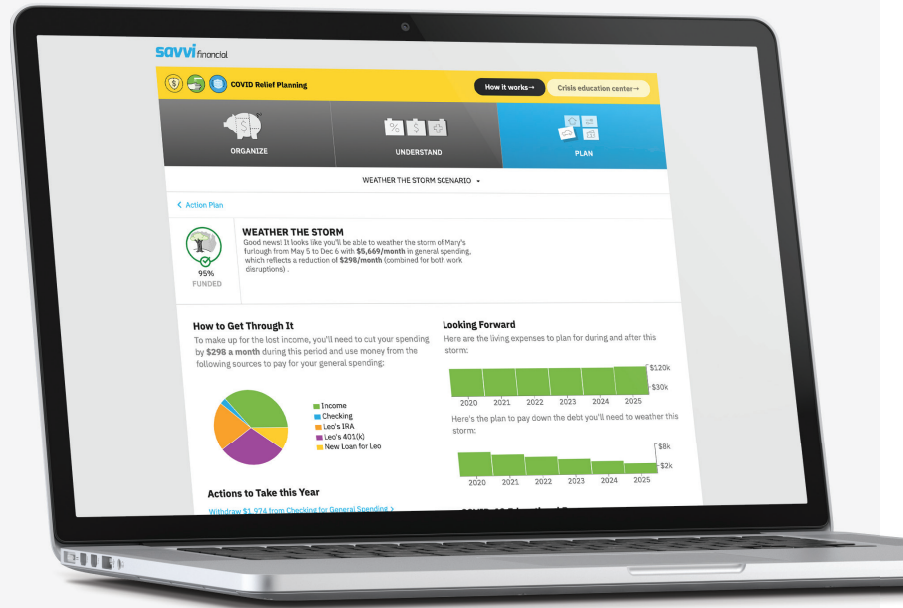 savvi financial
COVID Relief Planning
How it works→
Crisis education center→
ORGANIZE
UNDERSTAND
PLAN
WEATHER THE STORM SCENARIO
Action Plan
WEATHER THE STORM
Good news! It looks like you'll be able to weather the storm of Mary's
furlough from May 5 to Dec 6 with $5,669/month in general spending,
which reflects a reduction of $298/month (combined for both work
disruptions) .
95%
FUNDED
How to Get Through It
To make up for the lost income, you'll need to cut your spending
by $298 a month during this period and use money from the
following sources to pay for your general spending:
Income
Checking
Leo's IRA
Leo's 401(k)
New Loan for Leo
Actions to Take this Year
Withdraw $1,974 from Checking for General Spending >
Looking Forward
Here are the living expenses to plan for during and after this
storm:
$120k
$30k
2020 2021 2022 2023 2024 2025
Here's the plan to pay down the debt you'll need to weather this
storm:
$8k
$2k
2020 2021 2022 2023 2024 2025